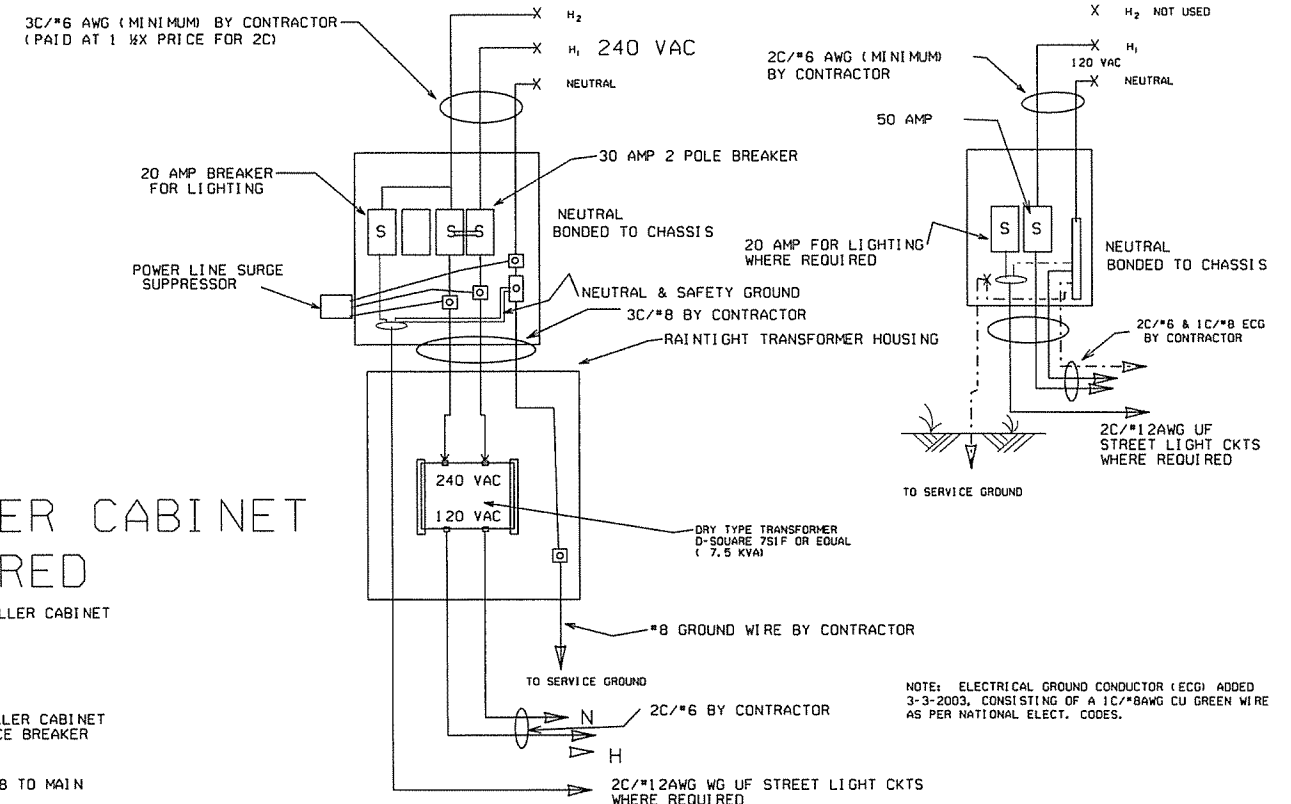 3C/#6 AWG (MINIMUM) BY CONTRACTOR
(PAID AT 1 ½X PRICE FOR 2C)
H2
H1 240 VAC
NEUTRAL
20 AMP BREAKER
FOR LIGHTING
30 AMP 2 POLE BREAKER
S
S
S
NEUTRAL
BONDED TO CHASSIS
POWER LINE SURGE
SUPPRESSOR
NEUTRAL & SAFETY GROUND
3C/#8 BY CONTRACTOR
RAINTIGHT TRANSFORMER HOUSING
240 VAC
120 VAC
DRY TYPE TRANSFORMER
D-SQUARE 7S1F OR EQUAL
( 7.5 KVA)
#8 GROUND WIRE BY CONTRACTOR
TO SERVICE GROUND
2C/#6 BY CONTRACTOR
N
H
2C/#12AWG WG UF STREET LIGHT CKTS
WHERE REQUIRED
H2 NOT USED
H1
120 VAC
NEUTRAL
2C/#6 AWG (MINIMUM)
BY CONTRACTOR
50 AMP
S
S
20 AMP FOR LIGHTING
WHERE REQUIRED
NEUTRAL
BONDED TO CHASSIS
2C/#6 & 1C/#8 ECG
BY CONTRACTOR
2C/#12AWG UF
STREET LIGHT CKTS
WHERE REQUIRED
TO SERVICE GROUND
NOTE: ELECTRICAL GROUND CONDUCTOR (ECG) ADDED
3-3-2003, CONSISTING OF A 1C/#8AWG CU GREEN WIRE
AS PER NATIONAL ELECT. CODES.
ER CABINET
RED
LLER CABINET
LLER CABINET
CE BREAKER
8 TO MAIN